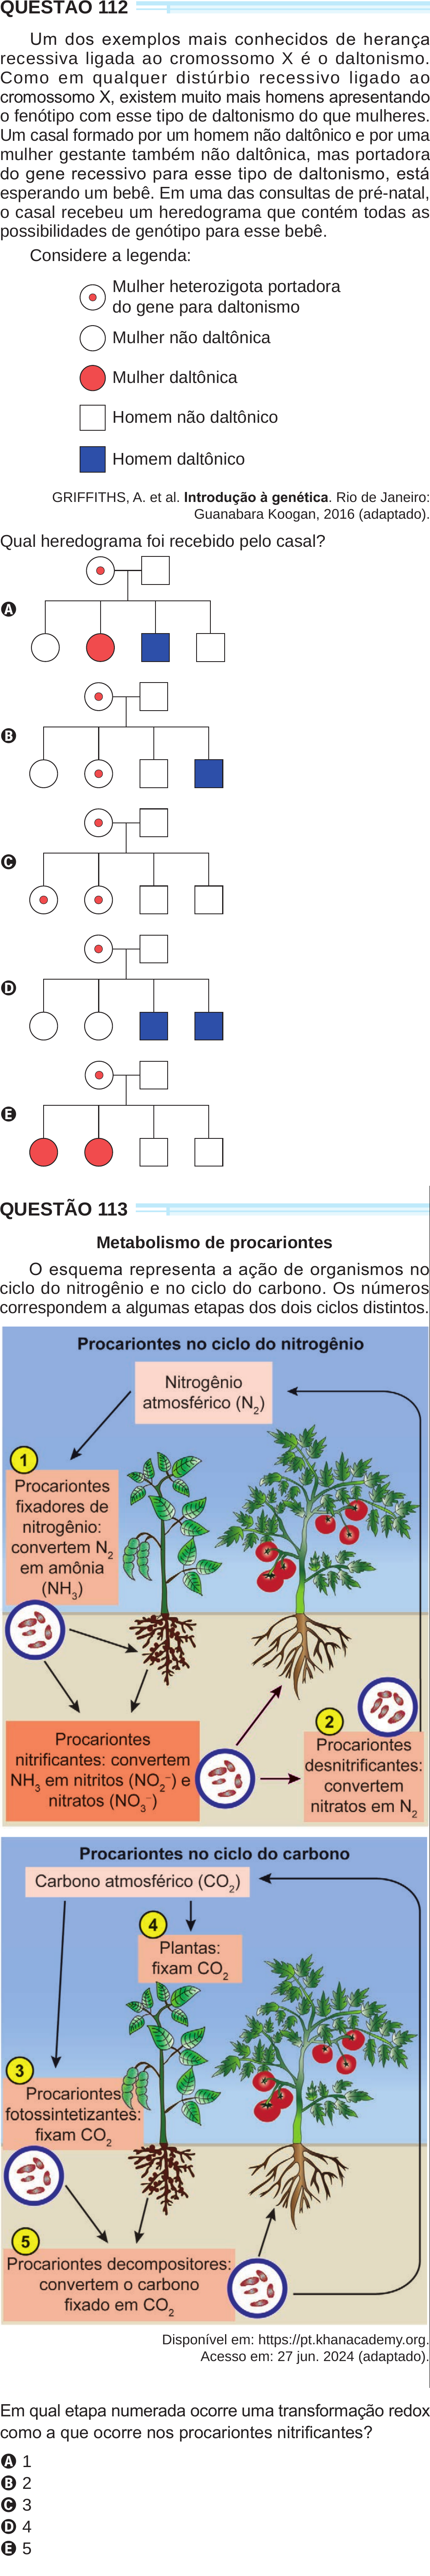 QUESTÃO 112
Um dos exemplos mais conhecidos de herança
recessiva ligada ao cromossomo X é o daltonismo.
Como em qualquer distúrbio recessivo ligado ao
cromossomo X, existem muito mais homens apresentando
o fenótipo com esse tipo de daltonismo do que mulheres.
Um casal formado por um homem não daltônico e por uma
mulher gestante também não daltônica, mas portadora
do gene recessivo para esse tipo de daltonismo, está
esperando um bebê. Em uma das consultas de pré-natal,
o casal recebeu um heredograma que contém todas as
possibilidades de genótipo para esse bebê.
Considere a legenda:
Mulher heterozigota portadora
do gene para daltonismo
Mulher não daltônica
Mulher daltônica
Homem não daltônico
Homem daltônico
GRIFFITHS, A. et al. Introdução à genética. Rio de Janeiro:
Guanabara Koogan, 2016 (adaptado).
Qual heredograma foi recebido pelo casal?
A
B
C
D
E
QUESTÃO 113
Metabolismo de procariontes
O esquema representa a ação de organismos no
ciclo do nitrogênio e no ciclo do carbono. Os números
correspondem a algumas etapas dos dois ciclos distintos.
Procariontes no ciclo do nitrogênio
Nitrogênio
atmosférico (N₂)
1
Procariontes
fixadores de
nitrogênio:
convertem N₂
em amônia
(NH₃)
2
Procariontes
nitrificantes: convertem
NH₃ em nitritos (NO₂⁻) e
nitratos (NO₃⁻)
Procariontes
desnitrificantes:
convertem
nitratos em N₂
Procariontes no ciclo do carbono
Carbono atmosférico (CO₂)
4
Plantas:
fixam CO₂
3
Procariontes
fotossintetizantes:
fixam CO₂
5
Procariontes decompositores:
convertem o carbono
fixado em CO₂
Disponível em: https://pt.khanacademy.org.
Acesso em: 27 jun. 2024 (adaptado).
Em qual etapa numerada ocorre uma transformação redox
como a que ocorre nos procariontes nitrificantes?
A 1
B 2
C 3
D 4
E 5